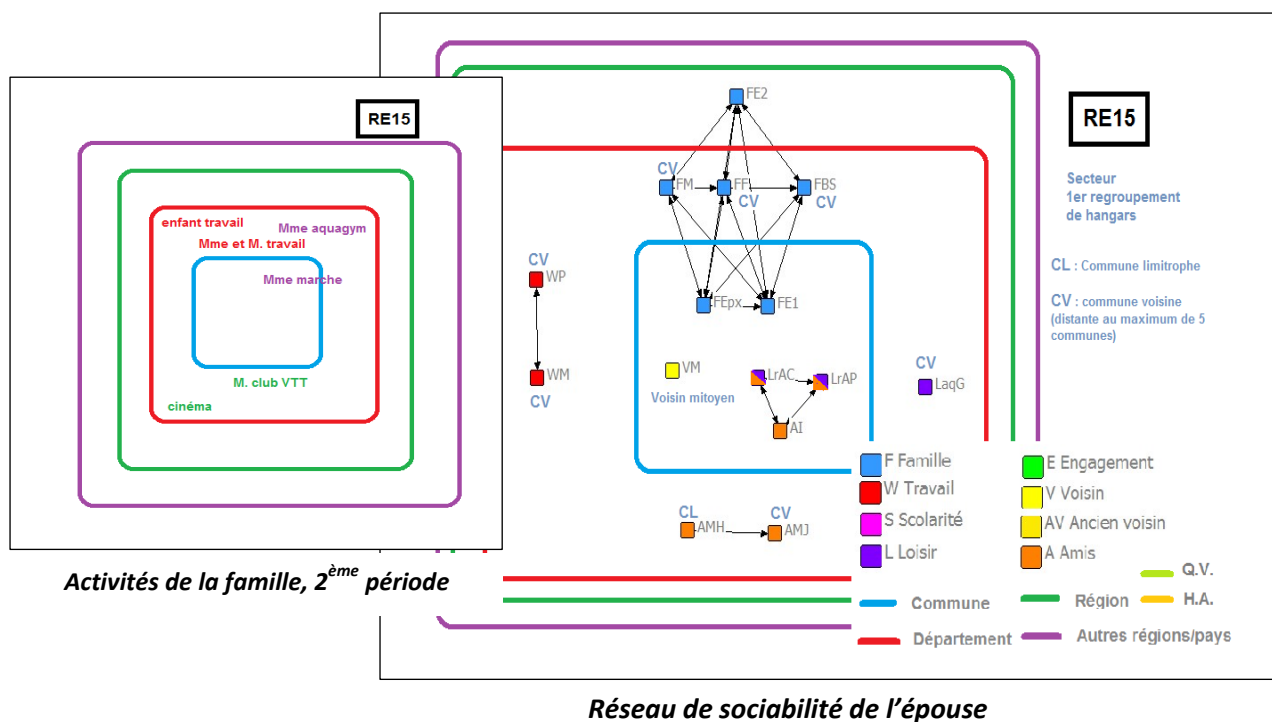 RE15
enfant travail
Mme aquagym
Mme et M. travail
Mme marche
M. club VTT
cinéma
Activités de la famille, 2ème période
FE2
CV
FM
FF
CV
FBS
CV
FEpx
FE1
CV
WP
WM
CV
VM
Voisin mitoyen
LrAC
LrAP
AI
CV
LaqG
CL
AMH
CV
AMJ
RE15
Secteur
1er regroupement
de hangars
CL : Commune limitrophe
CV : commune voisine
(distante au maximum de 5
communes)
F Famille
W Travail
S Scolarité
L Loisir
E Engagement
V Voisin
AV Ancien voisin
A Amis
Q.V.
H.A.
Commune
Région
Département
Autres régions/pays
Réseau de sociabilité de l'épouse